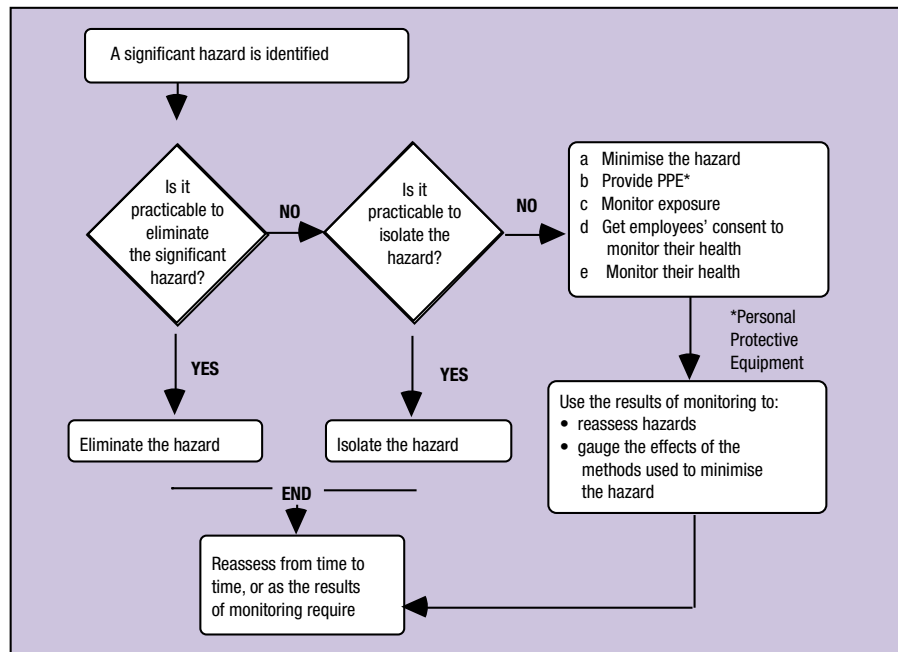 A significant hazard is identified
Is it
practicable to
eliminate
the significant
hazard?
NO
Is it
practicable to
isolate the
hazard?
NO
a Minimise the hazard
b Provide PPE*
c Monitor exposure
d Get employees' consent to
monitor their health
e Monitor their health
*Personal
Protective
Equipment
YES
YES
Eliminate the hazard
Isolate the hazard
Use the results of monitoring to:
• reassess hazards
• gauge the effects of the
methods used to minimise
the hazard
END
Reassess from time to
time, or as the results
of monitoring require